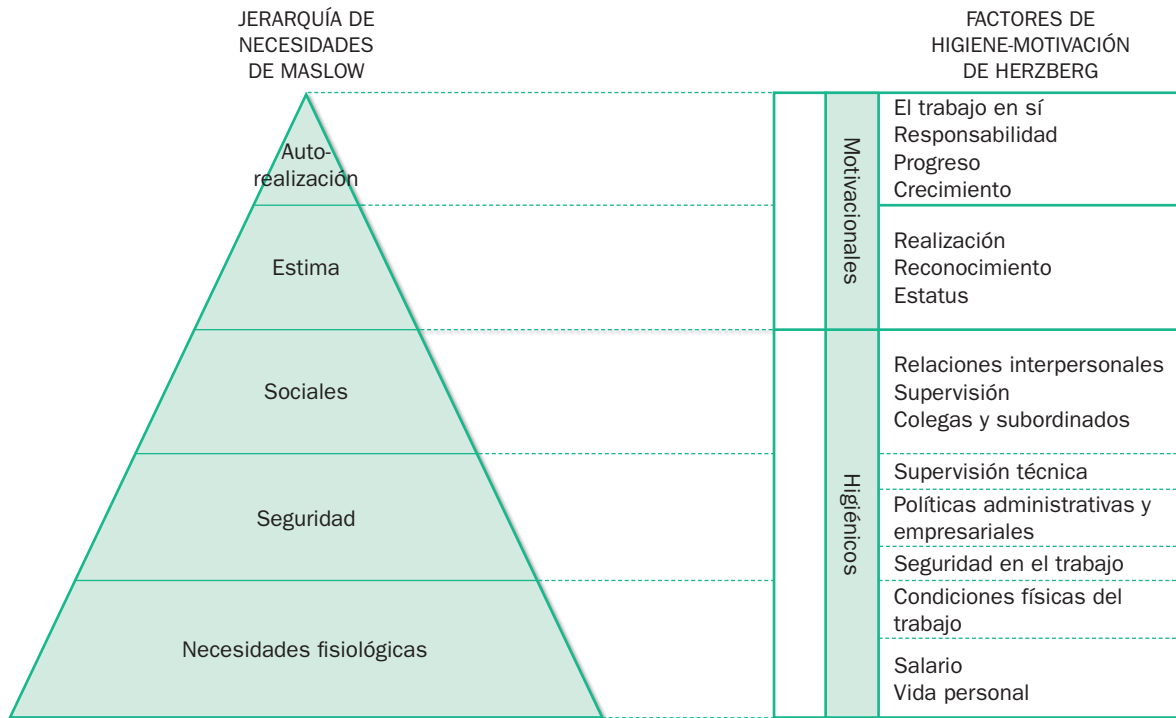 JERARQUÍA DE
NECESIDADES
DE MASLOW
Auto-
realización
Estima
Sociales
Seguridad
Necesidades fisiológicas
FACTORES DE
HIGIENE-MOTIVACIÓN
DE HERZBERG
Motivacionales
El trabajo en sí
Responsabilidad
Progreso
Crecimiento
Realización
Reconocimiento
Estatus
Higiénicos
Relaciones interpersonales
Supervisión
Colegas y subordinados
Supervisión técnica
Políticas administrativas y
empresariales
Seguridad en el trabajo
Condiciones físicas del
trabajo
Salario
Vida personal